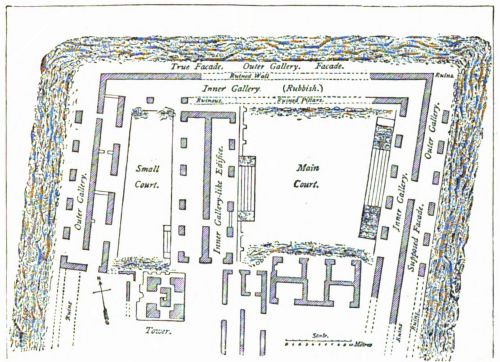 True Facade. Outer Gallery. Facade.
Ruined Wall
Ruins.
Inner Gallery (Rubbish.)
Ruinous. Ruined Pillars.
Outer Gallery.
Small Court.
Inner Gallery-like Edifice.
Main Court.
Inner Gallery.
Outer Gallery.
Supposed Facade.
Ruins
Tower.
Scale.
Mètres
Ruins
Ruins